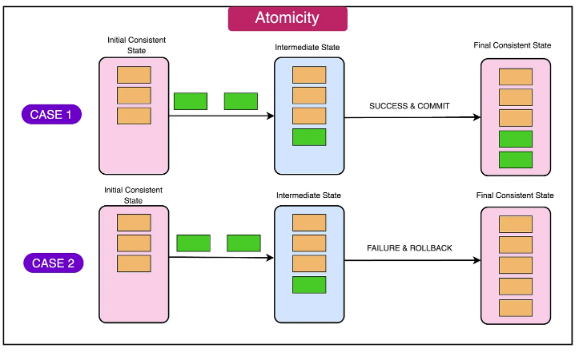 Atomicity
Initial Consistent
State
Intermediate State
Final Consistent State
CASE 1
SUCCESS & COMMIT
Initial Consistent
State
Intermediate State
Final Consistent State
CASE 2
FAILURE & ROLLBACK